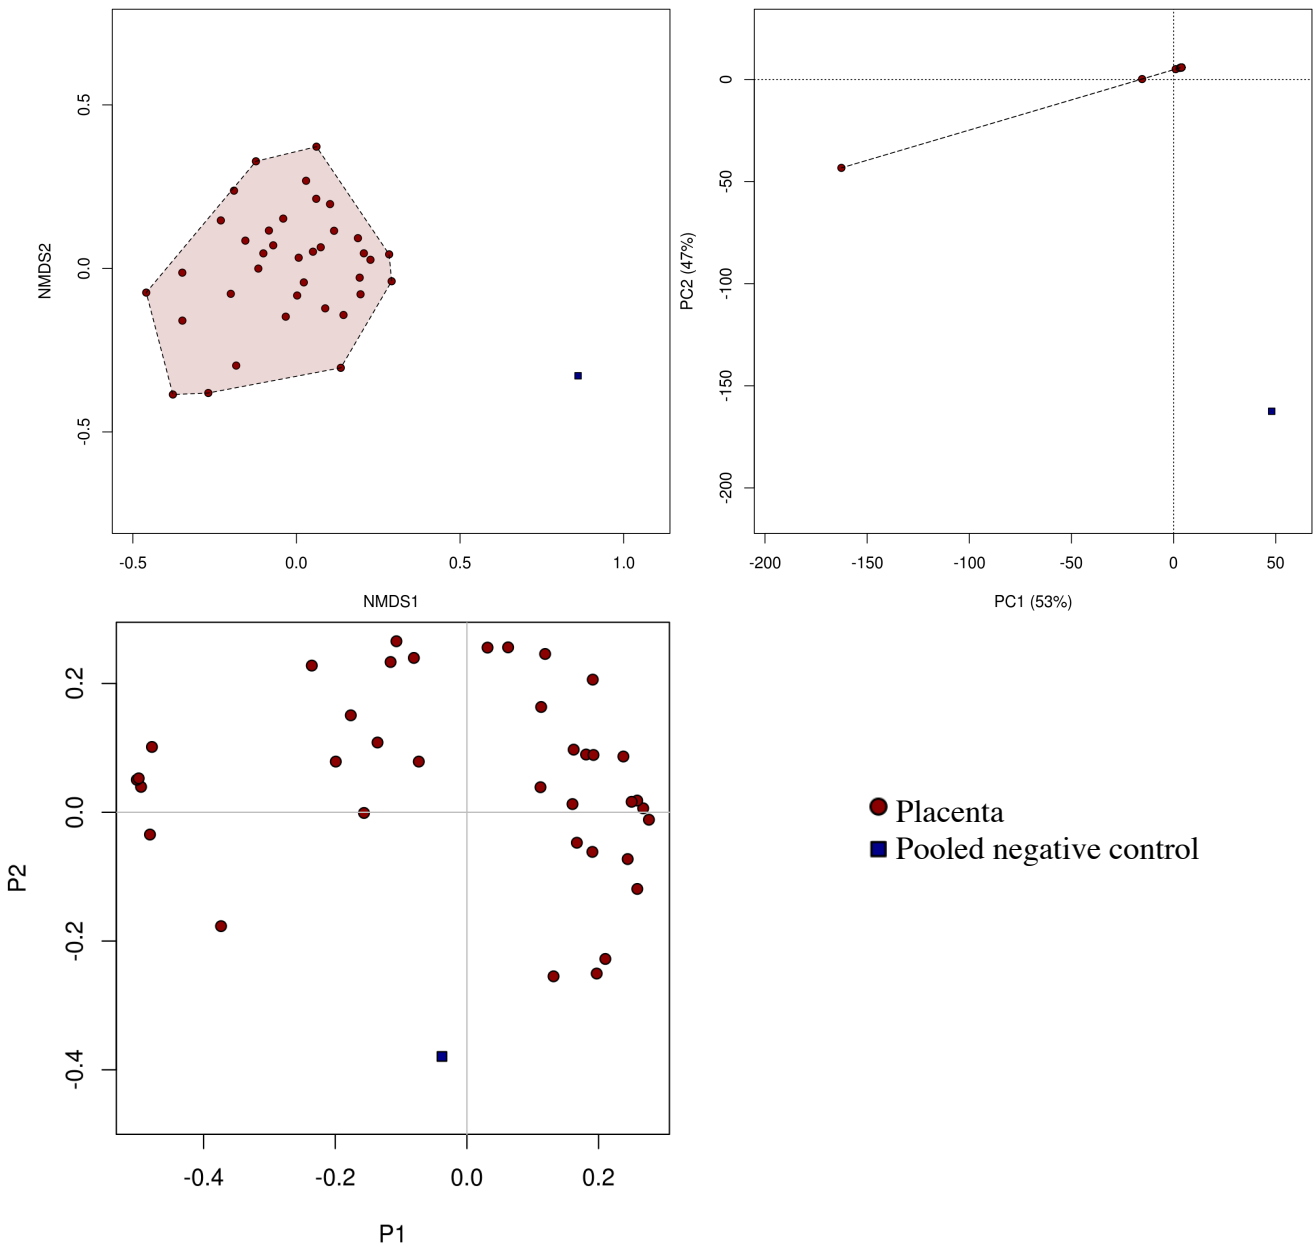 0.5
0.0
-0.5
NMDS2
-0.5 0.0 0.5 1.0
NMDS1
0
-50
-100
-150
-200
PC2 (47%)
-200 -150 -100 -50 0 50
PC1 (53%)
0.2
0.0
-0.2
-0.4
P2
-0.4 -0.2 0.0 0.2
P1
Placenta
Pooled negative control